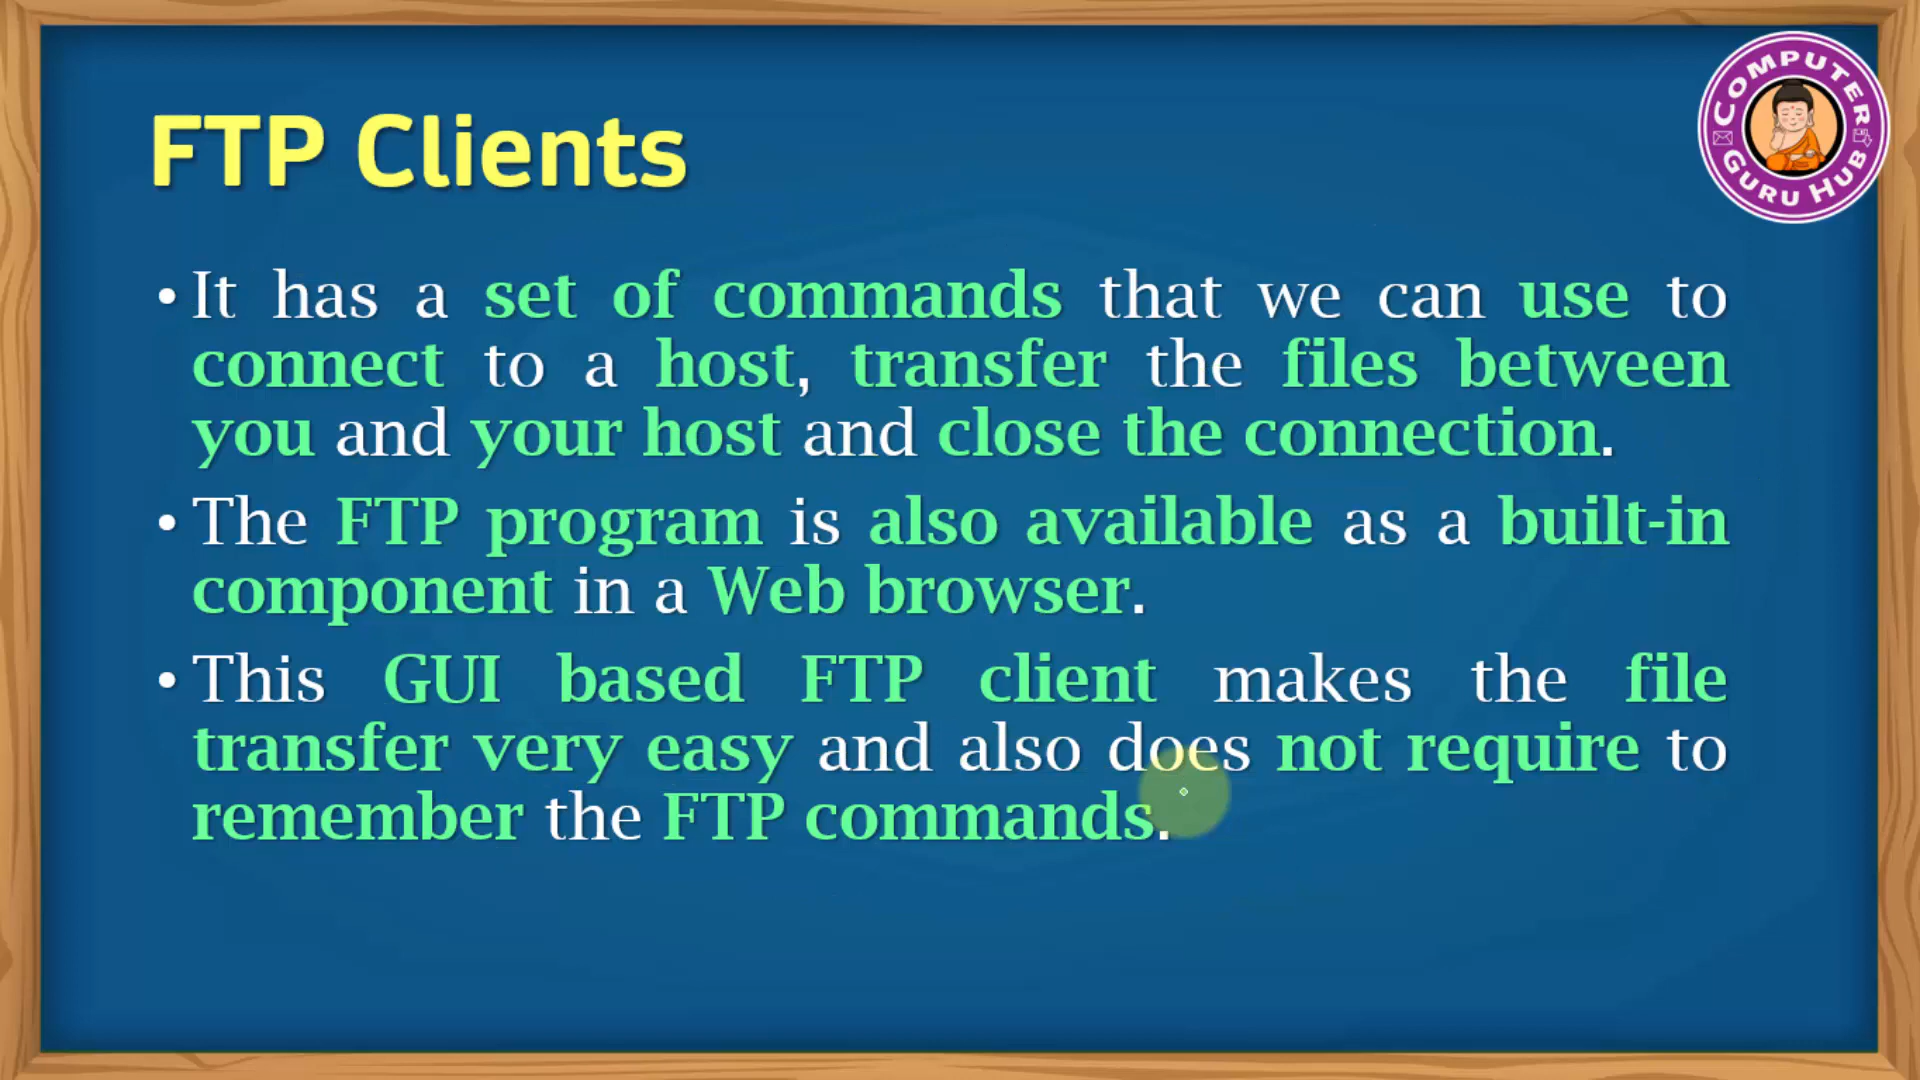 FTP Clients
COMPUTER
GURU HUB
• It has a set of commands that we can use to
connect to a host, transfer the files between
you and your host and close the connection.
• The FTP program is also available as a built-in
component in a Web browser.
• This GUI based FTP client makes the file
transfer very easy and also does not require to
remember the FTP commands.